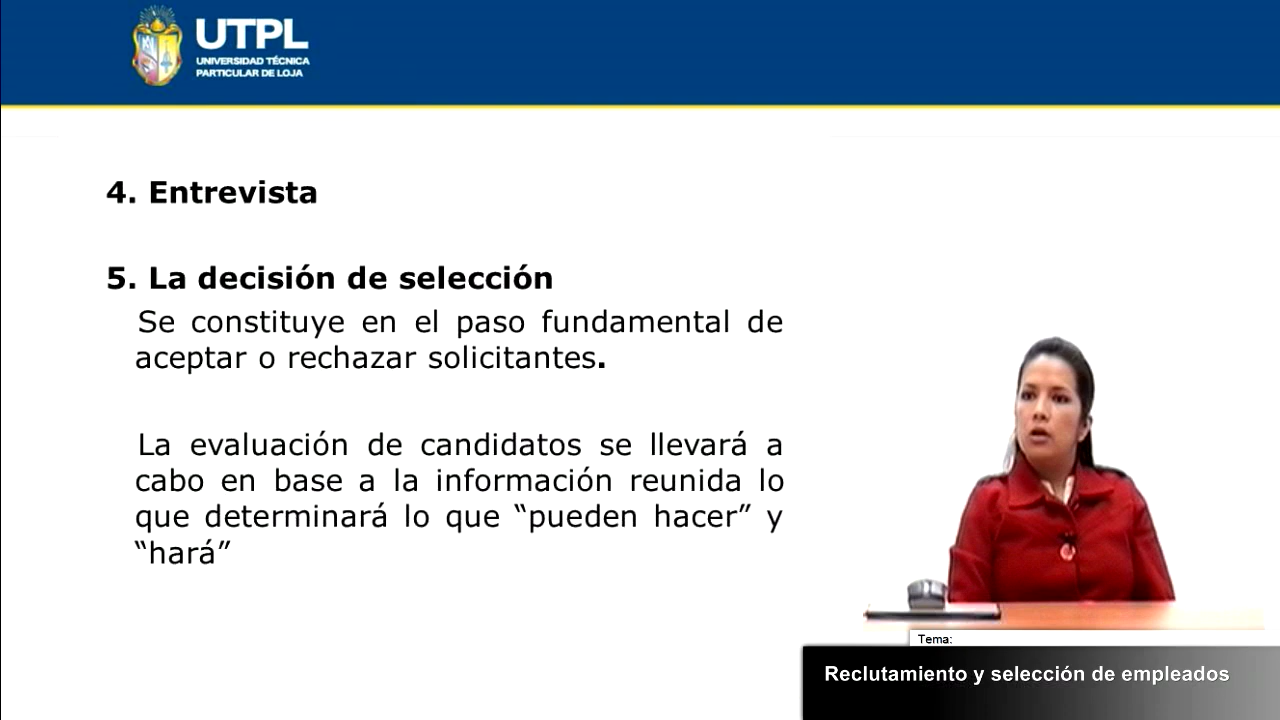 UTPL
UNIVERSIDAD TÉCNICA
PARTICULAR DE LOJA
4. Entrevista
5. La decisión de selección
Se constituye en el paso fundamental de
aceptar o rechazar solicitantes.
La evaluación de candidatos se llevará a
cabo en base a la información reunida lo
que determinará lo que “pueden hacer” y
“hará”
Tema:
Reclutamiento y selección de empleados